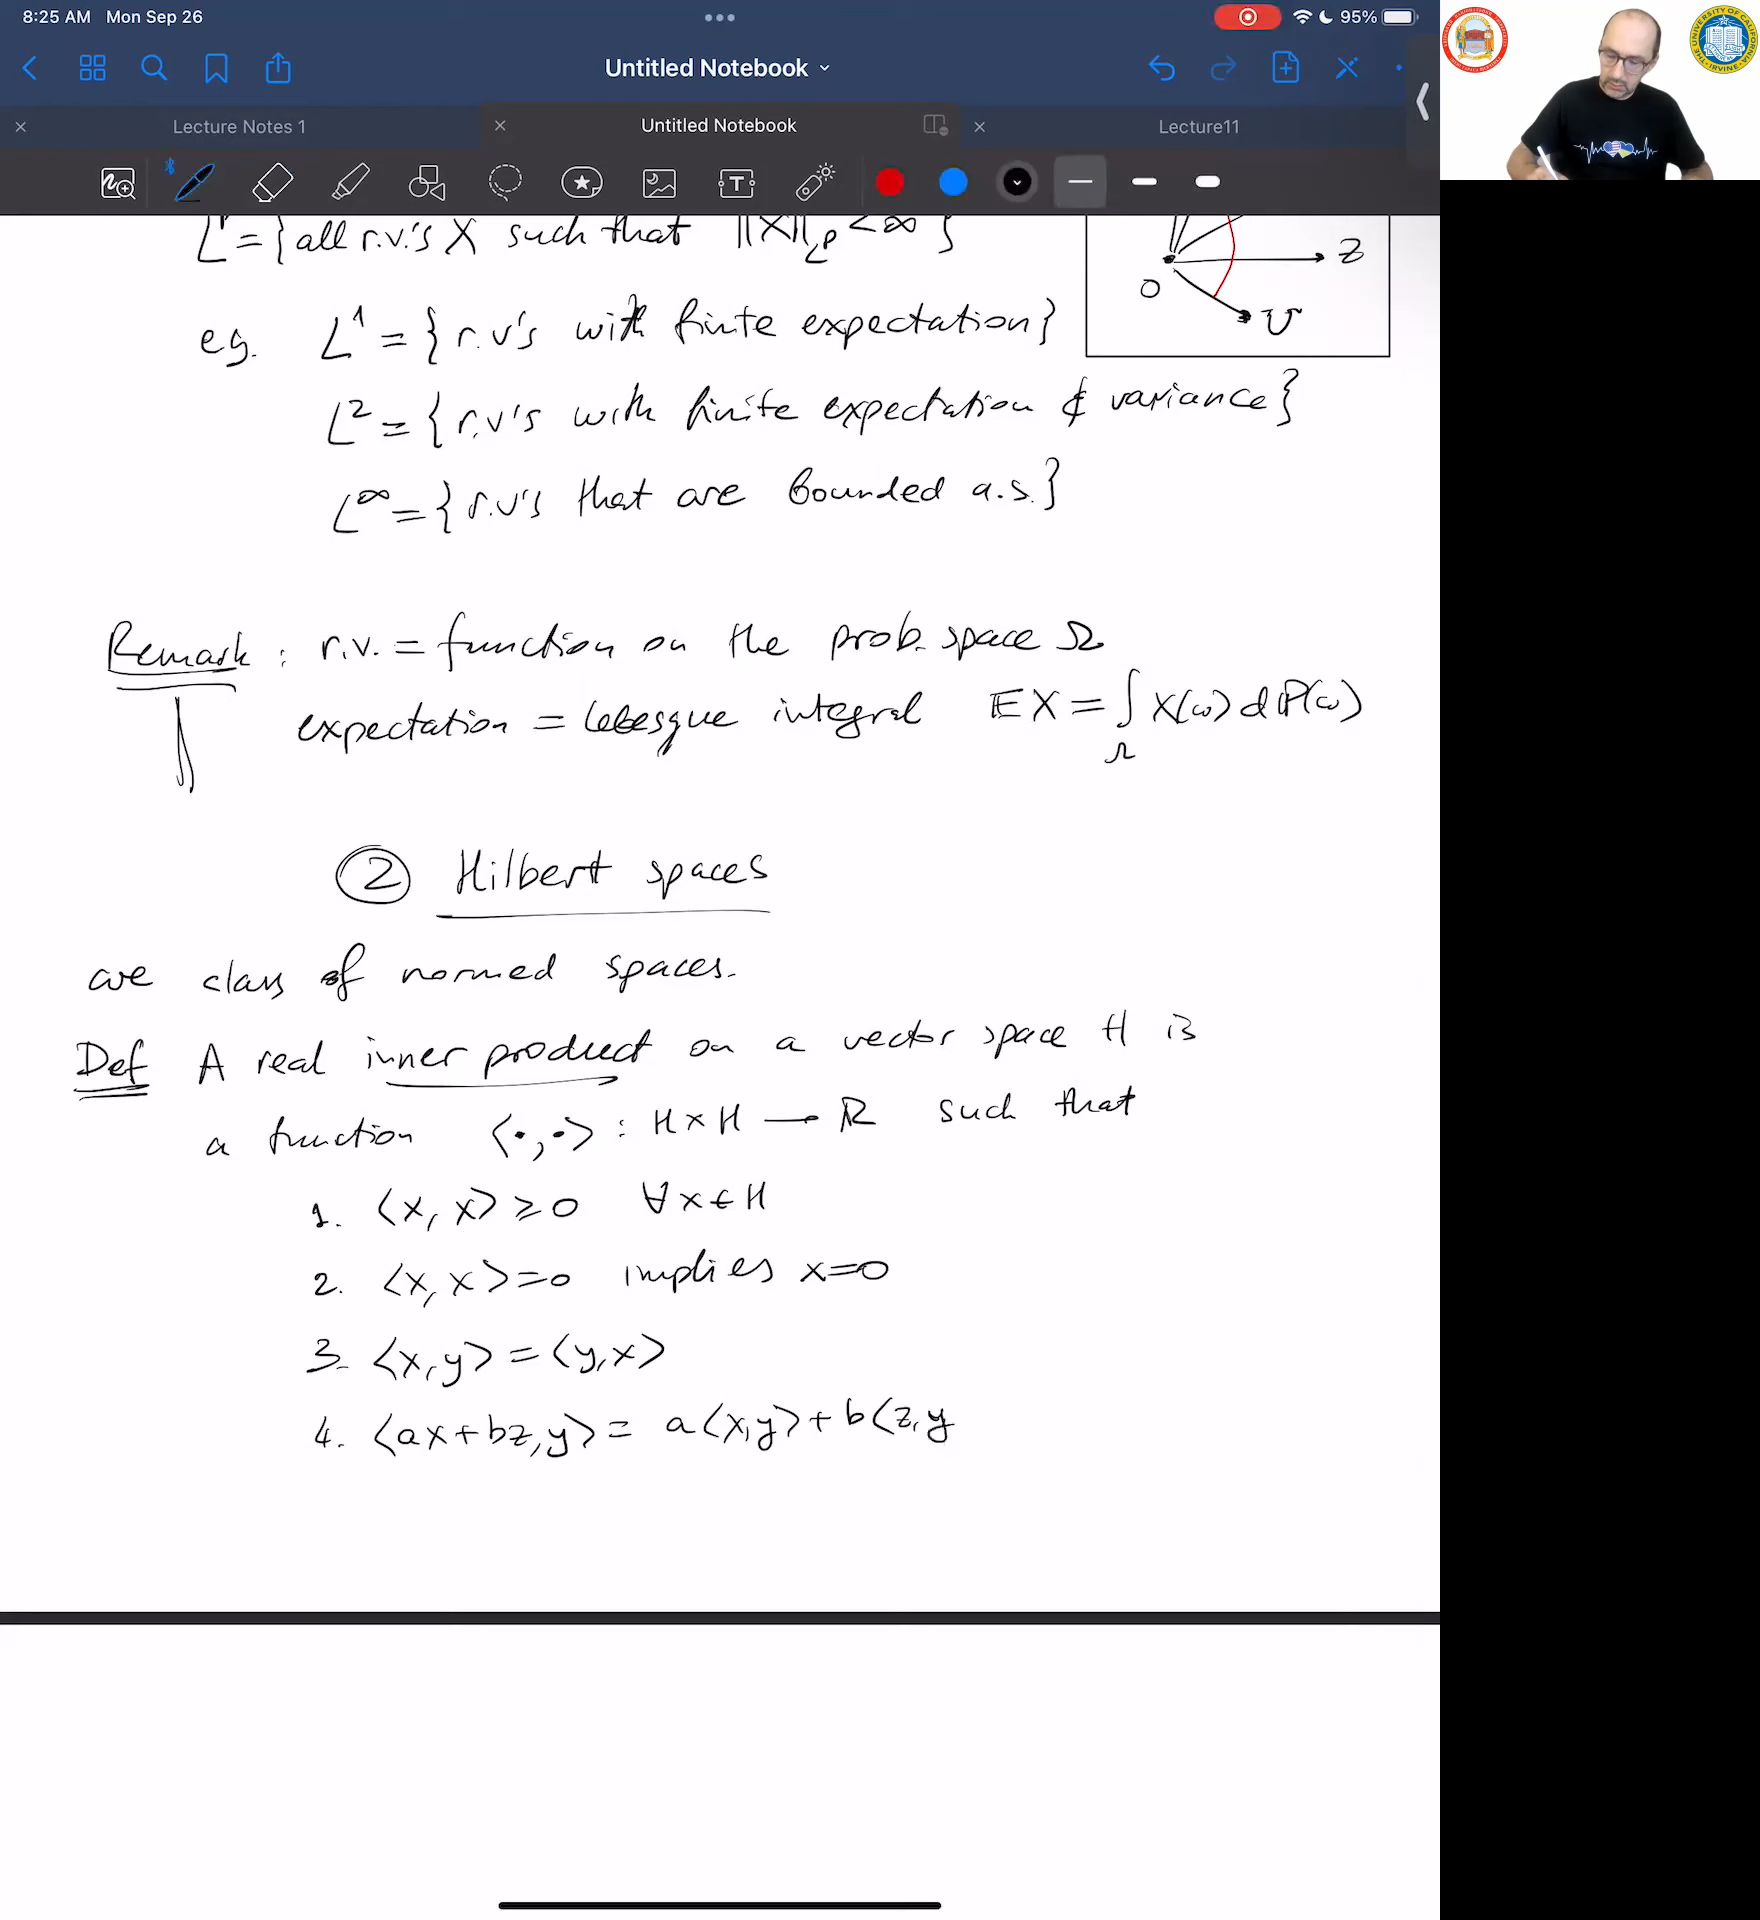 8:25 AM Mon Sep 26
95%
Untitled Notebook
Lecture Notes 1
Untitled Notebook
Lecture11
L^p = {all r.v.'s X such that ||X||_{L^p} < ∞}
Z
O
U
eg. L^1 = {r.v's with finite expectation}
L^2 = {r.v's with finite expectation & variance}
L^∞ = {r.v's that are bounded a.s.}
Remark: r.v. = function on the prob. space Ω
expectation = Lebesgue integral 𝔼X = ∫_Ω X(ω) dℙ(ω)
② Hilbert spaces
are class of normed spaces.
Def A real inner product on a vector space H is
a function ⟨·,·⟩ : H×H → ℝ such that
1. ⟨x, x⟩ ≥ 0 ∀x∈H
2. ⟨x, x⟩ = 0 implies x=0
3. ⟨x,y⟩ = ⟨y,x⟩
4. ⟨ax+bz,y⟩ = a⟨x,y⟩ + b⟨z,y